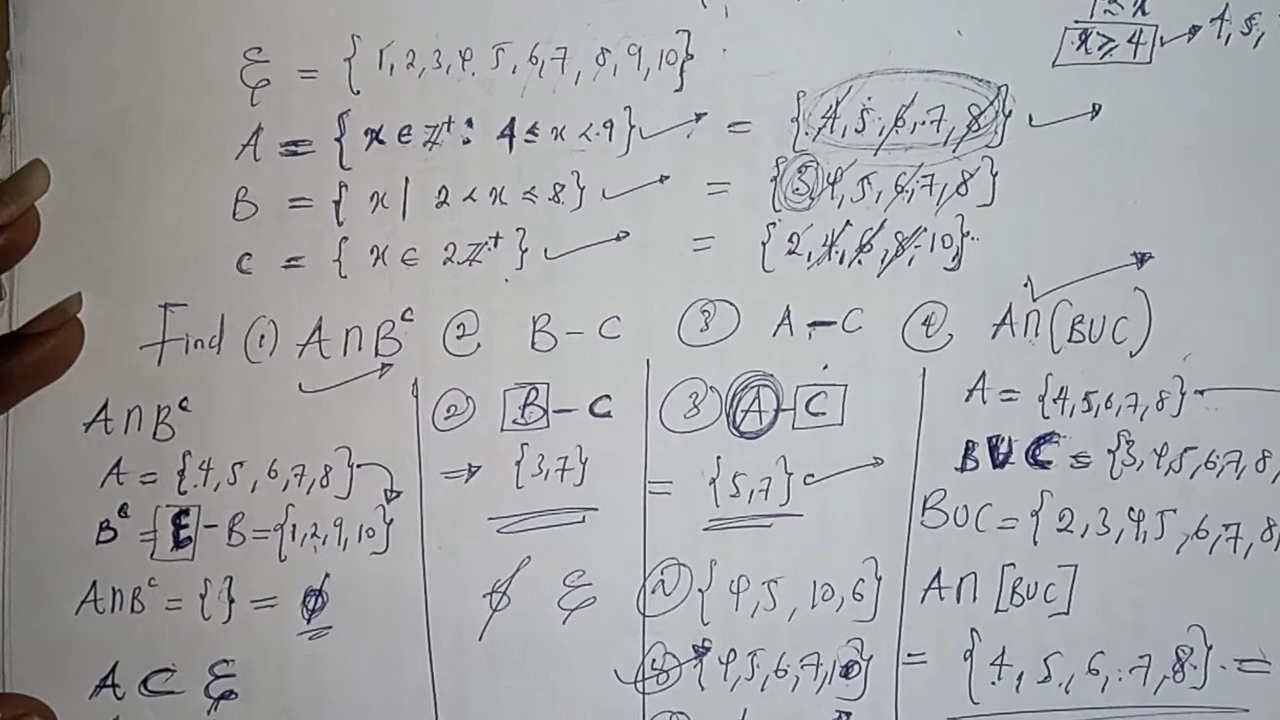 x ≥ 4 → 4, 5,
ξ = {1, 2, 3, 4, 5, 6, 7, 8, 9, 10}
A = {x ∈ ℤ⁺ : 4 ≤ x < 9} = {4, 5, 6, 7, 8}
B = {x | 2 < x ≤ 8} = {3, 4, 5, 6, 7, 8}
C = {x ∈ 2ℤ⁺} = {2, 4, 6, 8, 10}
Find (1) A∩Bᶜ (2) B – C (3) A – C (4) A∩(B∪C)
A∩Bᶜ
A = {4, 5, 6, 7, 8}
Bᶜ = ξ – B = {1, 2, 9, 10}
A∩Bᶜ = { } = ϕ
A ⊂ ξ
(2) B – C
⇒ {3, 7}
ϕ ξ
(3) A – C
= {5, 7}
{4, 5, 10, 6}
{4, 5, 6, 7, 10}
A = {4, 5, 6, 7, 8}
B∪C = {3, 4, 5, 6, 7, 8,
B∪C = {2, 3, 4, 5, 6, 7, 8,
A∩[B∪C]
= {4, 5, 6, 7, 8} =